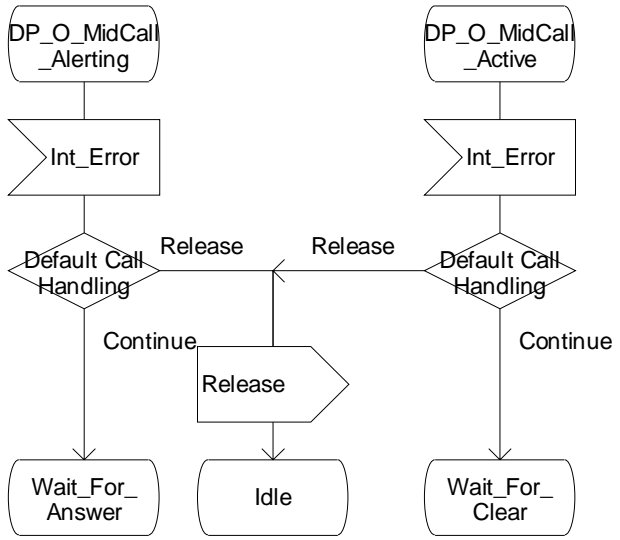 DP_O_MidCall
_Alerting
DP_O_MidCall
_Active
Int_Error
Int_Error
Default Call
Handling
Release
Release
Default Call
Handling
Continue
Continue
Release
Wait_For_
Answer
Idle
Wait_For_
Clear